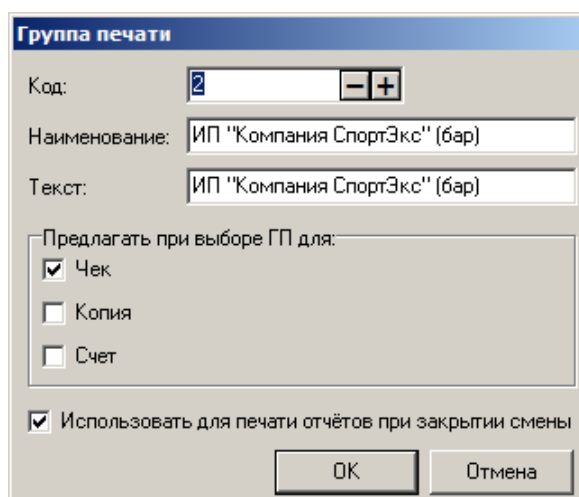 Группа печати
Код: 2
Наименование: ИП "Компания СпортЭкс" (бар)
Текст: ИП "Компания СпортЭкс" (бар)
Предлагать при выборе ГП для:
Чек
Копия
Счет
Использовать для печати отчётов при закрытии смены
ОК Отмена